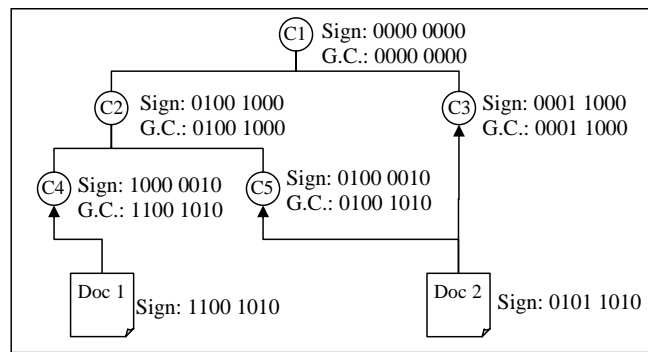 C1 Sign: 0000 0000
G.C.: 0000 0000
C2 Sign: 0100 1000
G.C.: 0100 1000
C3 Sign: 0001 1000
G.C.: 0001 1000
C4 Sign: 1000 0010
G.C.: 1100 1010
C5 Sign: 0100 0010
G.C.: 0100 1010
Doc 1
Sign: 1100 1010
Doc 2
Sign: 0101 1010